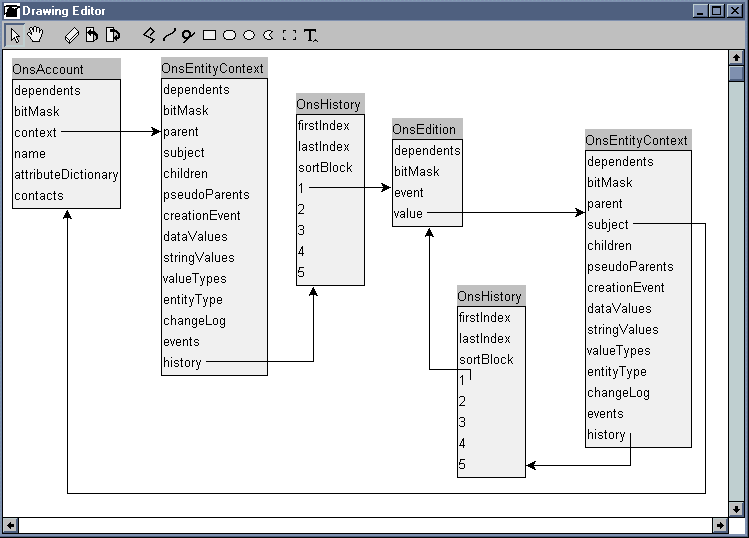 Drawing Editor
OnsAccount
dependents
bitMask
context
name
attributeDictionary
contacts
OnsEntityContext
dependents
bitMask
parent
subject
children
pseudoParents
creationEvent
dataValues
stringValues
valueTypes
entityType
changeLog
events
history
OnsHistory
firstIndex
lastIndex
sortBlock
1
2
3
4
5
OnsEdition
dependents
bitMask
event
value
OnsHistory
firstIndex
lastIndex
sortBlock
1
2
3
4
5
OnsEntityContext
dependents
bitMask
parent
subject
children
pseudoParents
creationEvent
dataValues
stringValues
valueTypes
entityType
changeLog
events
history